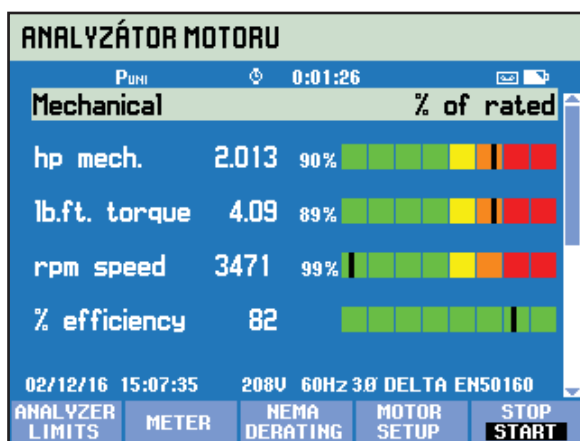 ANALYZÁTOR MOTORU
PUNI 0:01:26
Mechanical % of rated
hp mech. 2.013 90%
lb.ft. torque 4.09 89%
rpm speed 3471 99%
% efficiency 82
02/12/16 15:07:35 208V 60Hz 3Ø DELTA EN50160
ANALYZER LIMITS METER NEMA DERATING MOTOR SETUP STOP START